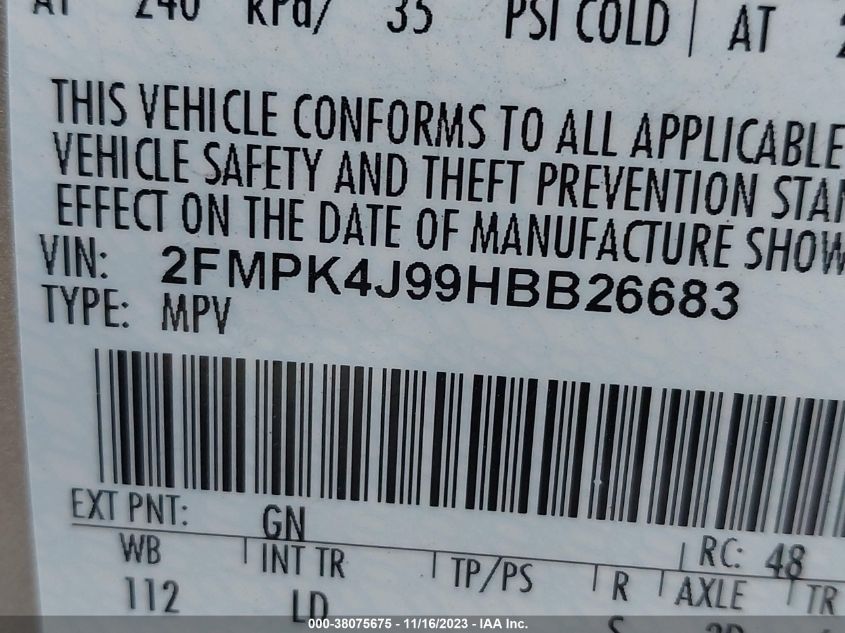 AT 240 kPa/ 35 PSI COLD | AT
THIS VEHICLE CONFORMS TO ALL APPLICABLE
VEHICLE SAFETY AND THEFT PREVENTION STAN
EFFECT ON THE DATE OF MANUFACTURE SHOW
VIN: 2FMPK4J99HBB26683
TYPE: MPV
EXT PNT: GN RC: 48
WB INT TR TP/PS R AXLE TR
112 LD
000-38075675 - 11/16/2023 - IAA Inc.